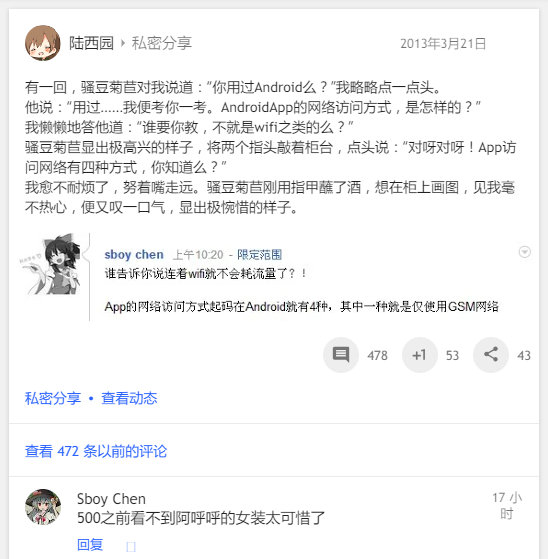 陆西园 ▸ 私密分享 2013年3月21日
有一回，骚豆菊苣对我说道：“你用过Android么？”我略略点一点头。
他说：“用过……我便考你一考。AndroidApp的网络访问方式，是怎样的？”
我懒懒地答他道：“谁要你教，不就是wifi之类的么？”
骚豆菊苣显出极高兴的样子，将两个指头敲着柜台，点头说：“对呀对呀！App访
问网络有四种方式，你知道么？”
我愈不耐烦了，努着嘴走远。骚豆菊苣刚用指甲蘸了酒，想在柜上画图，见我毫
不热心，便又叹一口气，显出极惋惜的样子。
sboy chen 上午10:20 - 限定范围
谁告诉你说连着wifi就不会耗流量了？！
App的网络访问方式起码在Android就有4种，其中一种就是仅使用GSM网络
478 +1 53 43
私密分享 • 查看动态
查看 472 条以前的评论
Sboy Chen 17 小
时
500之前看不到阿呼呼的女装太可惜了
回复